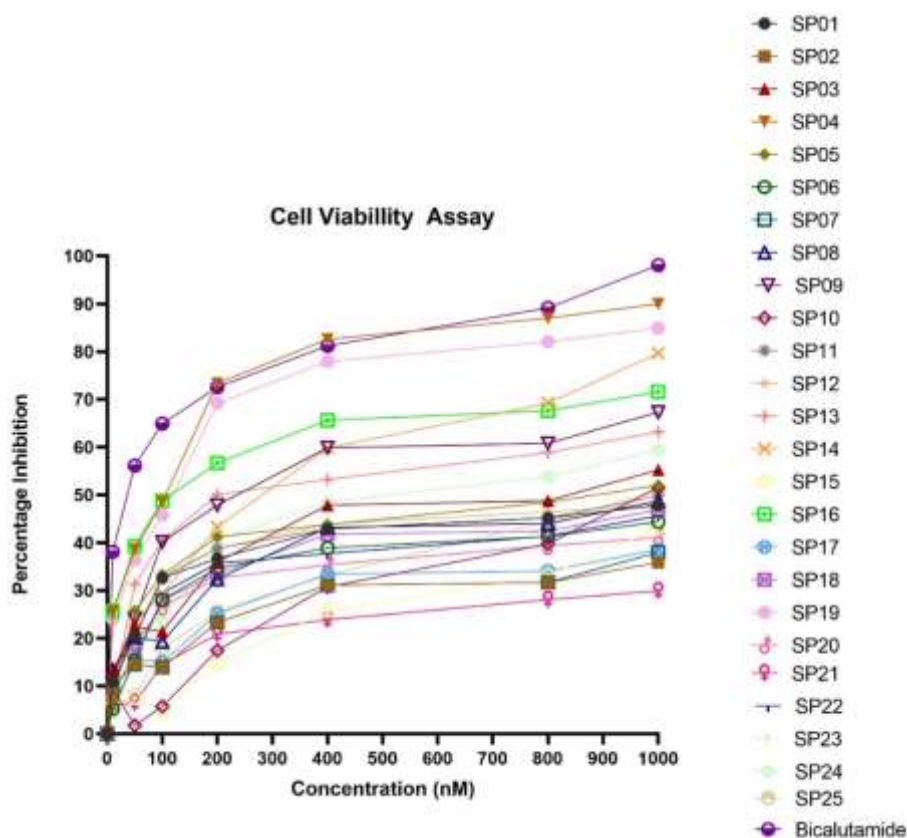 Cell Viabillity Assay
Percentage Inhibition
100
90
80
70
60
50
40
30
20
10
0
0 100 200 300 400 500 600 700 800 900 1000
Concentration (nM)
SP01
SP02
SP03
SP04
SP05
SP06
SP07
SP08
SP09
SP10
SP11
SP12
SP13
SP14
SP15
SP16
SP17
SP18
SP19
SP20
SP21
SP22
SP23
SP24
SP25
Bicalutamide